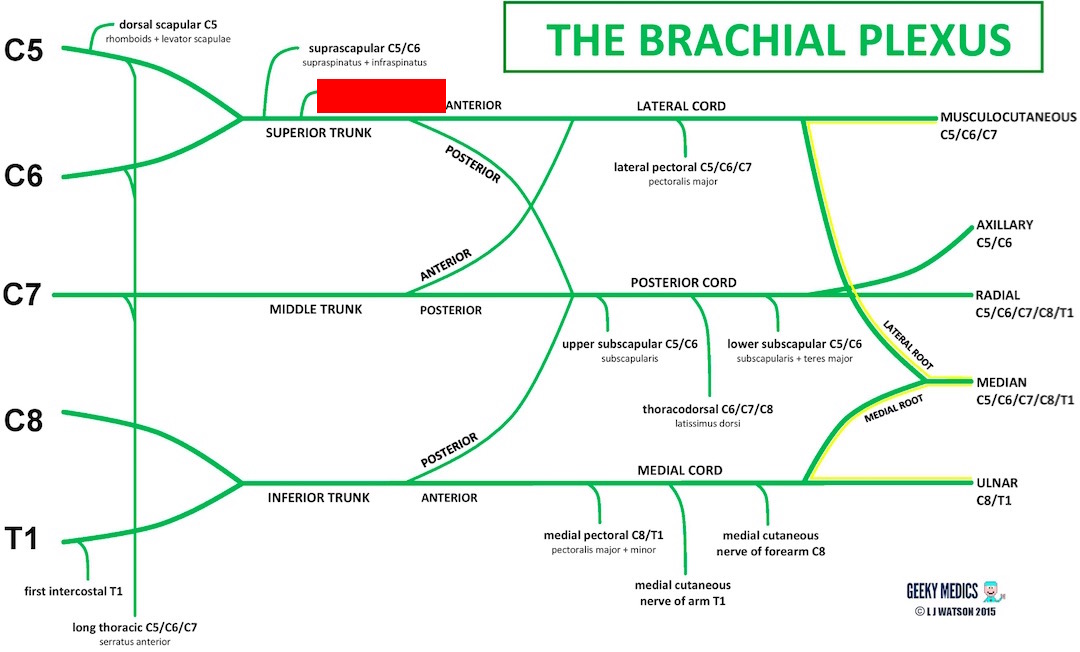 THE BRACHIAL PLEXUS
C5
dorsal scapular C5
rhomboids + levator scapulae
suprascapular C5/C6
supraspinatus + infraspinatus
ANTERIOR
LATERAL CORD
MUSCULOCUTANEOUS
C5/C6/C7
SUPERIOR TRUNK
POSTERIOR
lateral pectoral C5/C6/C7
pectoralis major
C6
AXILLARY
C5/C6
ANTERIOR
POSTERIOR CORD
C7
MIDDLE TRUNK
POSTERIOR
RADIAL
C5/C6/C7/C8/T1
upper subscapular C5/C6
subscapularis
lower subscapular C5/C6
subscapularis + teres major
LATERAL ROOT
MEDIAN
C5/C6/C7/C8/T1
thoracodorsal C6/C7/C8
latissimus dorsi
MEDIAL ROOT
C8
POSTERIOR
MEDIAL CORD
INFERIOR TRUNK
ANTERIOR
ULNAR
C8/T1
T1
medial pectoral C8/T1
pectoralis major + minor
medial cutaneous
nerve of forearm C8
first intercostal T1
medial cutaneous
nerve of arm T1
long thoracic C5/C6/C7
serratus anterior
GEEKY MEDICS
© L J WATSON 2015